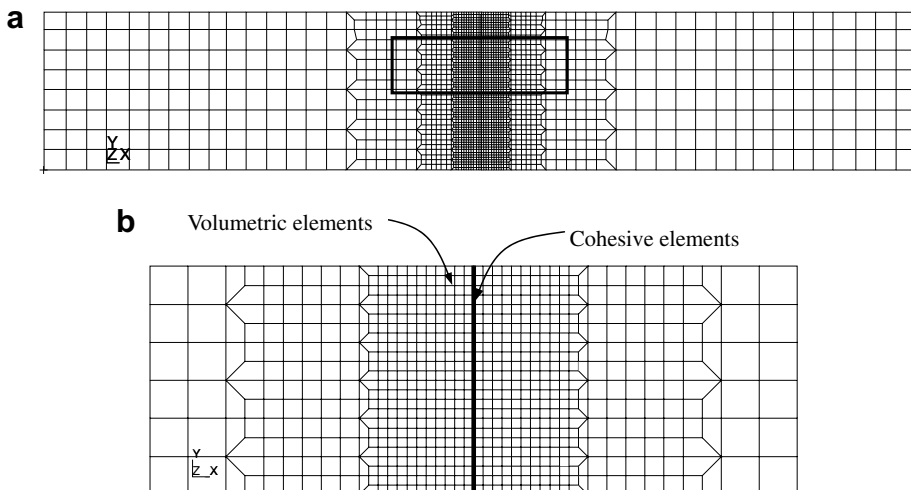 a
Y
Z X
b
Volumetric elements
Cohesive elements
Y
Z X